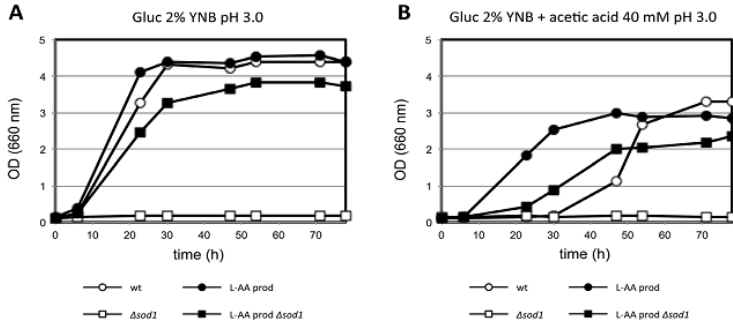 A
Gluc 2% YNB pH 3.0
OD (660 nm)
5
4
3
2
1
0
0 10 20 30 40 50 60 70
time (h)
wt
L-AA prod
Δsod1
L-AA prod Δsod1
B
Gluc 2% YNB + acetic acid 40 mM pH 3.0
OD (660 nm)
5
4
3
2
1
0
0 10 20 30 40 50 60 70
time (h)
wt
L-AA prod
Δsod1
L-AA prod Δsod1